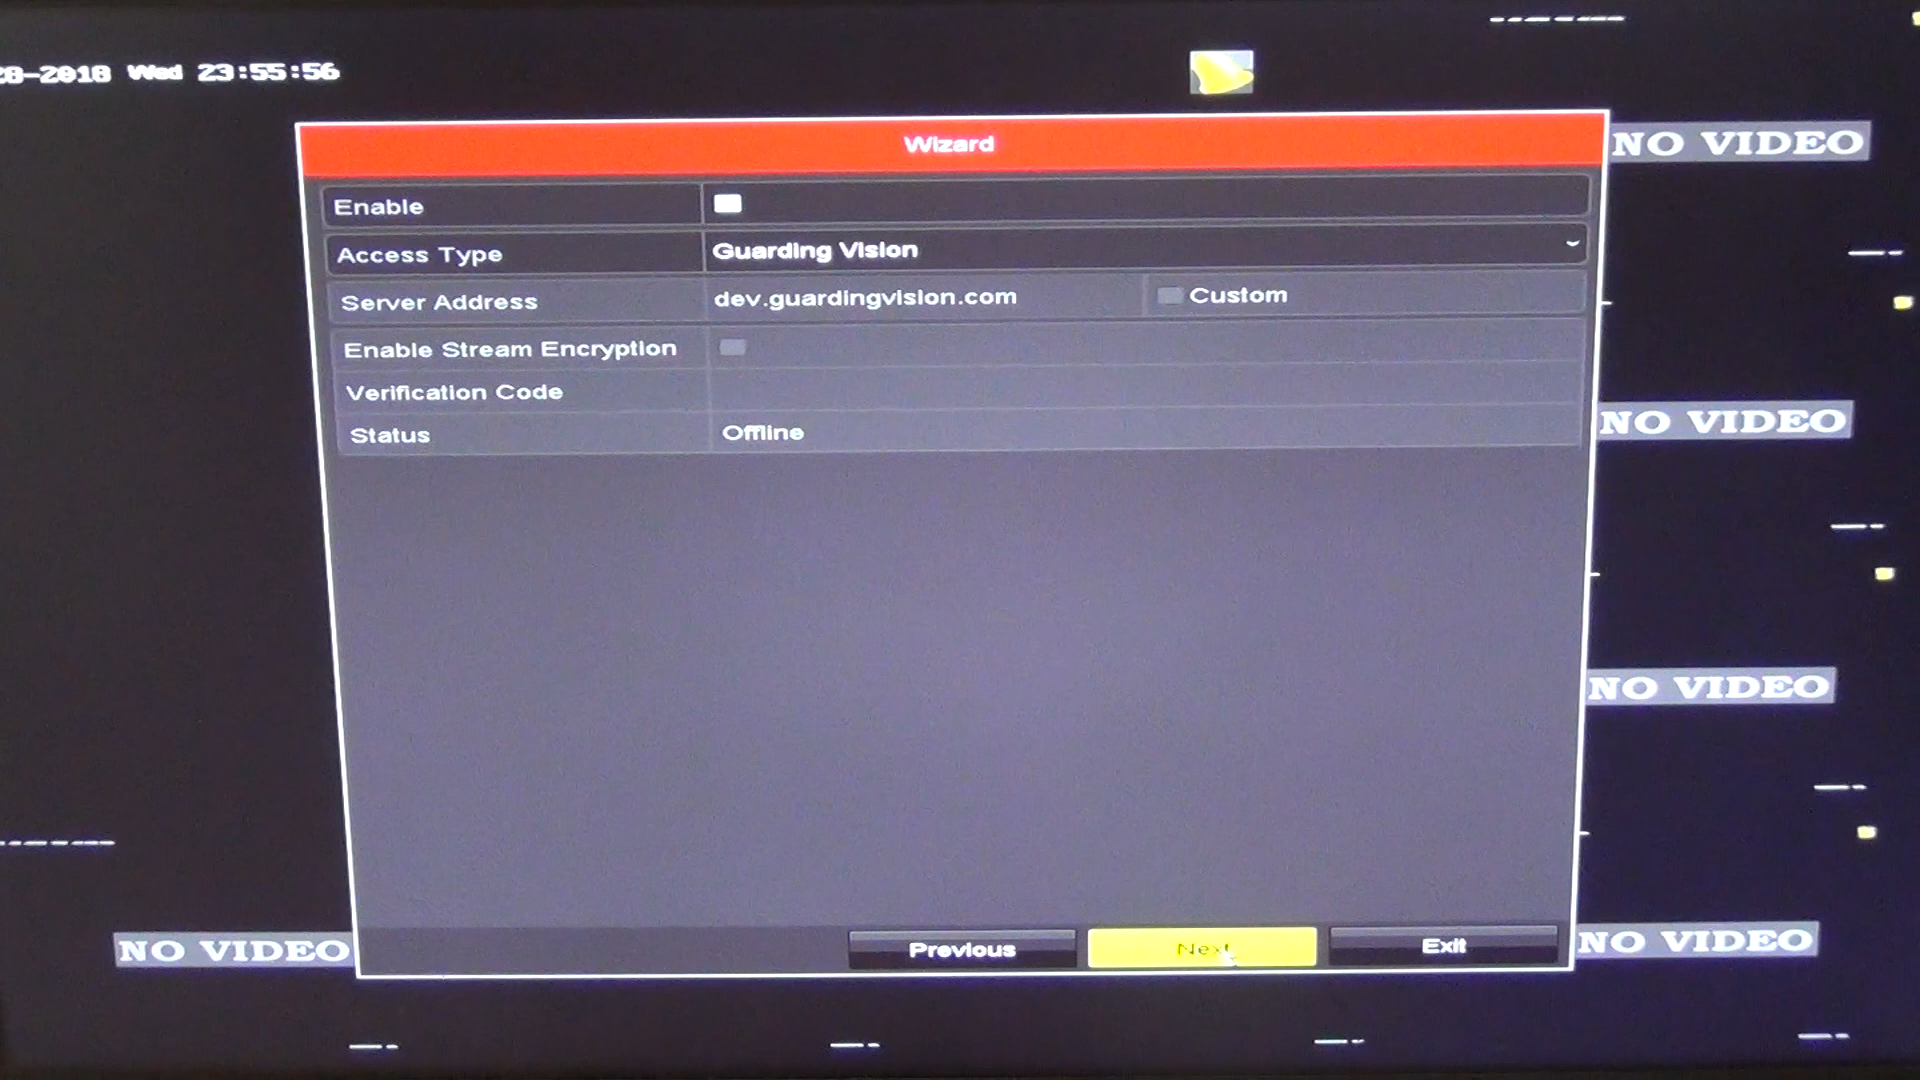 28-2018 Wed 23:55:56
Wizard
NO VIDEO
Enable
Access Type Guarding Vision
Server Address dev.guardingvision.com Custom
Enable Stream Encryption
Verification Code
NO VIDEO
Status Offline
NO VIDEO
NO VIDEO
Previous Next Exit
NO VIDEO